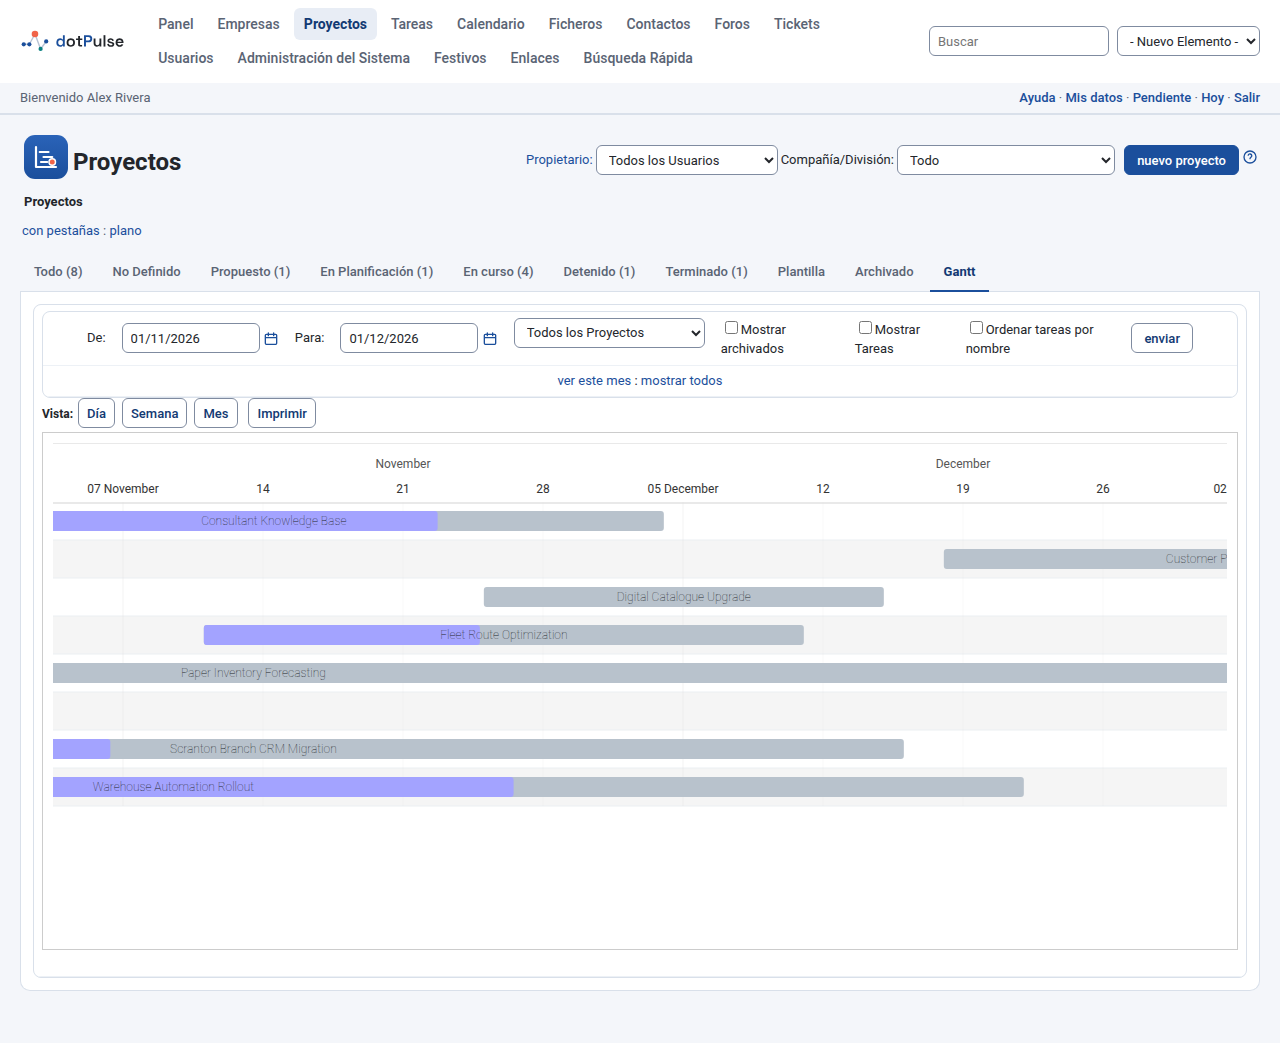 dotPulse
Panel Empresas Proyectos Tareas Calendario Ficheros Contactos Foros Tickets
Usuarios Administración del Sistema Festivos Enlaces Búsqueda Rápida
Buscar
- Nuevo Elemento -
Bienvenido Alex Rivera
Ayuda · Mis datos · Pendiente · Hoy · Salir
Proyectos
Propietario: Todos los Usuarios Compañía/División: Todo nuevo proyecto
Proyectos
con pestañas : plano
Todo (8) No Definido Propuesto (1) En Planificación (1) En curso (4) Detenido (1) Terminado (1) Plantilla Archivado Gantt
De: 01/11/2026 Para: 01/12/2026 Todos los Proyectos
Mostrar archivados
Mostrar Tareas
Ordenar tareas por nombre
enviar
ver este mes : mostrar todos
Vista: Día Semana Mes Imprimir
November December
07 November 14 21 28 05 December 12 19 26 02
Consultant Knowledge Base
Customer P
Digital Catalogue Upgrade
Fleet Route Optimization
Paper Inventory Forecasting
Scranton Branch CRM Migration
Warehouse Automation Rollout